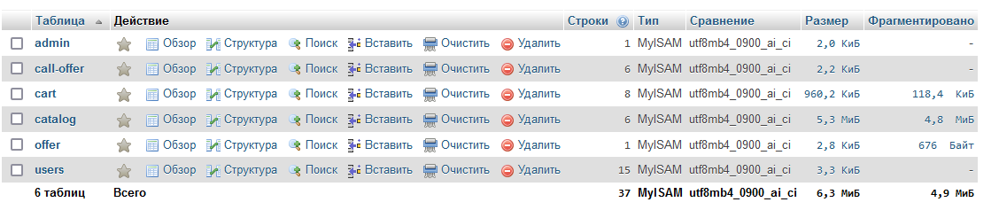 Таблица Действие Строки Тип Сравнение Размер Фрагментировано
admin Обзор Структура Поиск Вставить Очистить Удалить 1 MyISAM utf8mb4_0900_ai_ci 2,0 КиБ -
call-offer Обзор Структура Поиск Вставить Очистить Удалить 6 MyISAM utf8mb4_0900_ai_ci 2,2 КиБ -
cart Обзор Структура Поиск Вставить Очистить Удалить 8 MyISAM utf8mb4_0900_ai_ci 960,2 КиБ 118,4 КиБ
catalog Обзор Структура Поиск Вставить Очистить Удалить 6 MyISAM utf8mb4_0900_ai_ci 5,3 МиБ 4,8 МиБ
offer Обзор Структура Поиск Вставить Очистить Удалить 1 MyISAM utf8mb4_0900_ai_ci 2,8 КиБ 676 Байт
users Обзор Структура Поиск Вставить Очистить Удалить 15 MyISAM utf8mb4_0900_ai_ci 3,3 КиБ -
6 таблиц Всего 37 MyISAM utf8mb4_0900_ai_ci 6,3 МиБ 4,9 МиБ